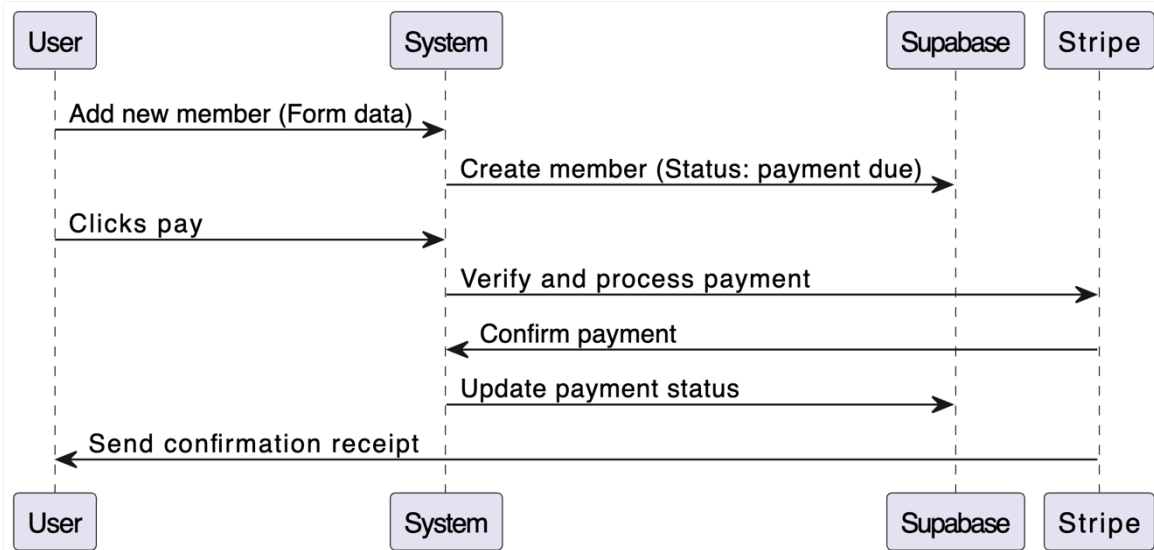 User
System
Supabase
Stripe
Add new member (Form data)
Create member (Status: payment due)
Clicks pay
Verify and process payment
Confirm payment
Update payment status
Send confirmation receipt
User
System
Supabase
Stripe